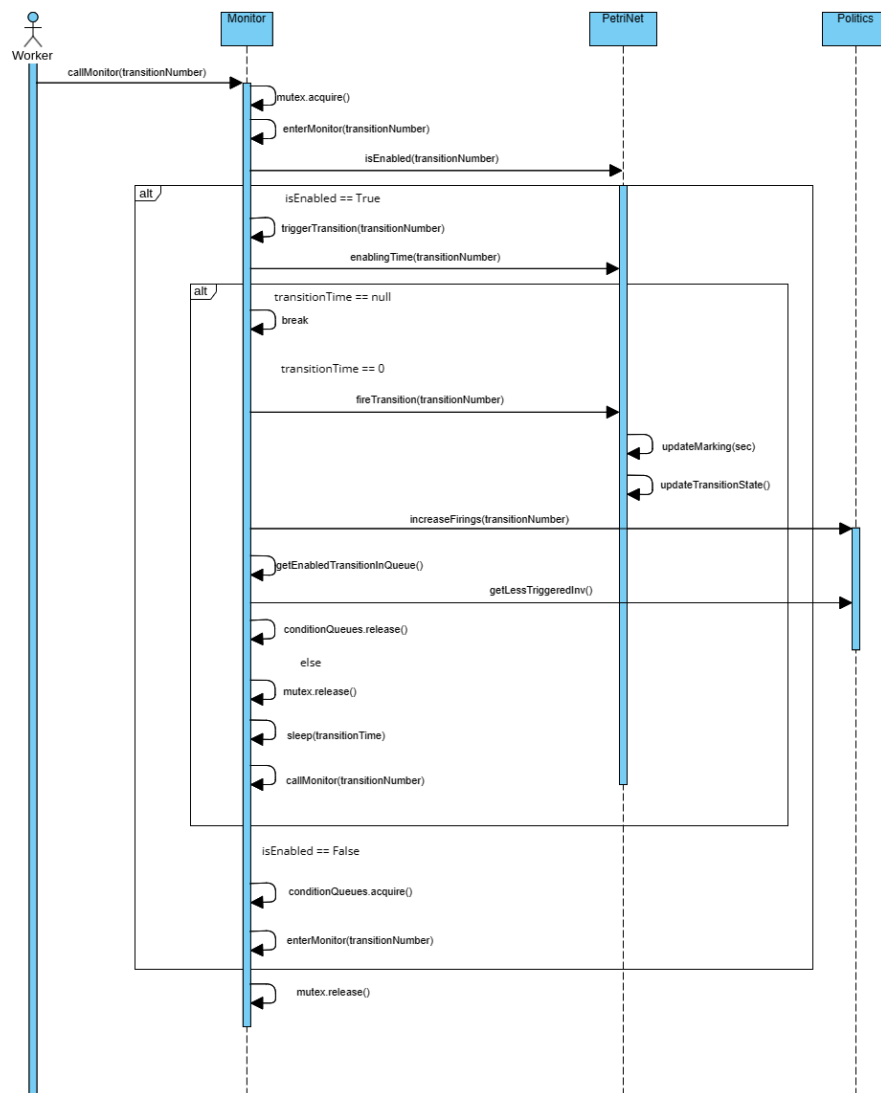 Monitor
PetriNet
Politics
Worker
callMonitor(transitionNumber)
mutex.acquire()
enterMonitor(transitionNumber)
isEnabled(transitionNumber)
alt
isEnabled == True
triggerTransition(transitionNumber)
enablingTime(transitionNumber)
alt
transitionTime == null
break
transitionTime == 0
fireTransition(transitionNumber)
updateMarking(sec)
updateTransitionState()
increaseFirings(transitionNumber)
getEnabledTransitionInQueue()
getLessTriggeredInv()
conditionQueues.release()
else
mutex.release()
sleep(transitionTime)
callMonitor(transitionNumber)
isEnabled == False
conditionQueues.acquire()
enterMonitor(transitionNumber)
mutex.release()